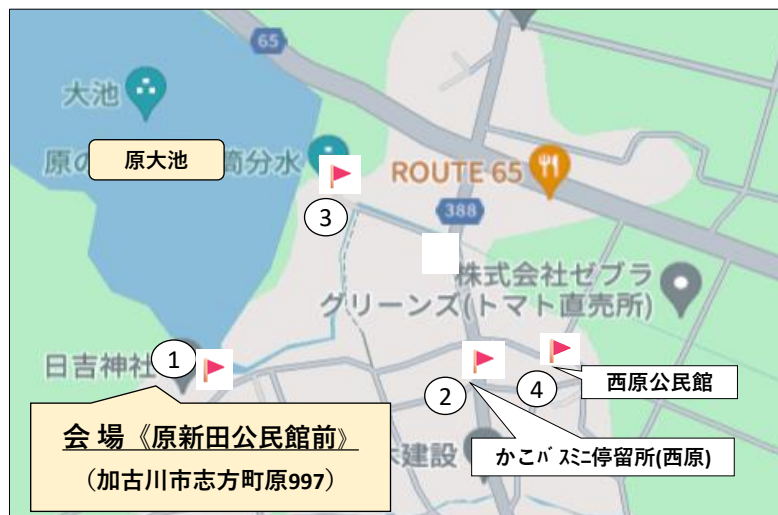 65
大池
原の
筒分水
原大池
ROUTE 65
③
388
株式会社ゼブラ
グリーンズ(トマト直売所)
日吉神社
①
②
④
西原公民館
会 場《原新田公民館前》
（加古川市志方町原997）
建設
かこバスミニ停留所(西原)